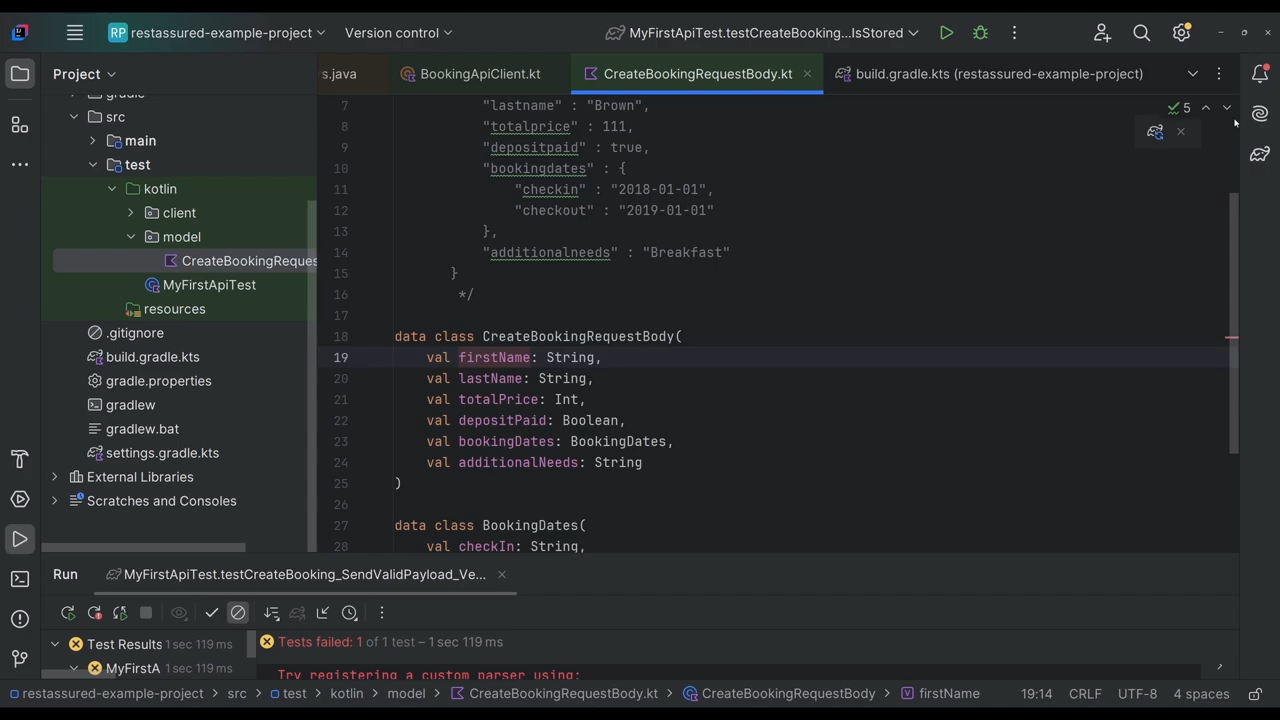 RP restassured-example-project
Version control
MyFirstApiTest.testCreateBooking...IsStored
Project
s.java
BookingApiClient.kt
CreateBookingRequestBody.kt
build.gradle.kts (restassured-example-project)
gradle
src
main
test
kotlin
client
model
CreateBookingReques
MyFirstApiTest
resources
.gitignore
build.gradle.kts
gradle.properties
gradlew
gradlew.bat
settings.gradle.kts
External Libraries
Scratches and Consoles
5
7 "lastname" : "Brown",
8 "totalprice" : 111,
9 "depositpaid" : true,
10 "bookingdates" : {
11 "checkin" : "2018-01-01",
12 "checkout" : "2019-01-01"
13 },
14 "additionalneeds" : "Breakfast"
15 }
16 */
17
18 data class CreateBookingRequestBody(
19 val firstName: String,
20 val lastName: String,
21 val totalPrice: Int,
22 val depositPaid: Boolean,
23 val bookingDates: BookingDates,
24 val additionalNeeds: String
25 )
26
27 data class BookingDates(
28 val checkIn: String,
Run
MyFirstApiTest.testCreateBooking_SendValidPayload_Ve...
Test Results 1 sec 119 ms
MyFirstA 1 sec 119 ms
Tests failed: 1 of 1 test – 1 sec 119 ms
Try registering a custom parser using:
restassured-example-project > src > test > kotlin > model > CreateBookingRequestBody.kt > CreateBookingRequestBody > firstName
19:14 CRLF UTF-8 4 spaces